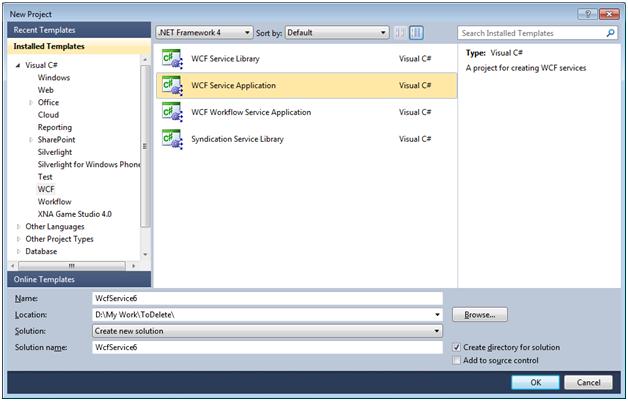 New Project
Recent Templates
Installed Templates
Visual C#
Windows
Web
Office
Cloud
Reporting
SharePoint
Silverlight
Silverlight for Windows Phone
Test
WCF
Workflow
XNA Game Studio 4.0
Other Languages
Other Project Types
Database
Online Templates
.NET Framework 4 Sort by: Default
WCF Service Library Visual C#
WCF Service Application Visual C#
WCF Workflow Service Application Visual C#
Syndication Service Library Visual C#
Search Installed Templates
Type: Visual C#
A project for creating WCF services
Name: WcfService6
Location: D:\My Work\ToDelete\ Browse...
Solution: Create new solution
Solution name: WcfService6
Create directory for solution
Add to source control
OK Cancel